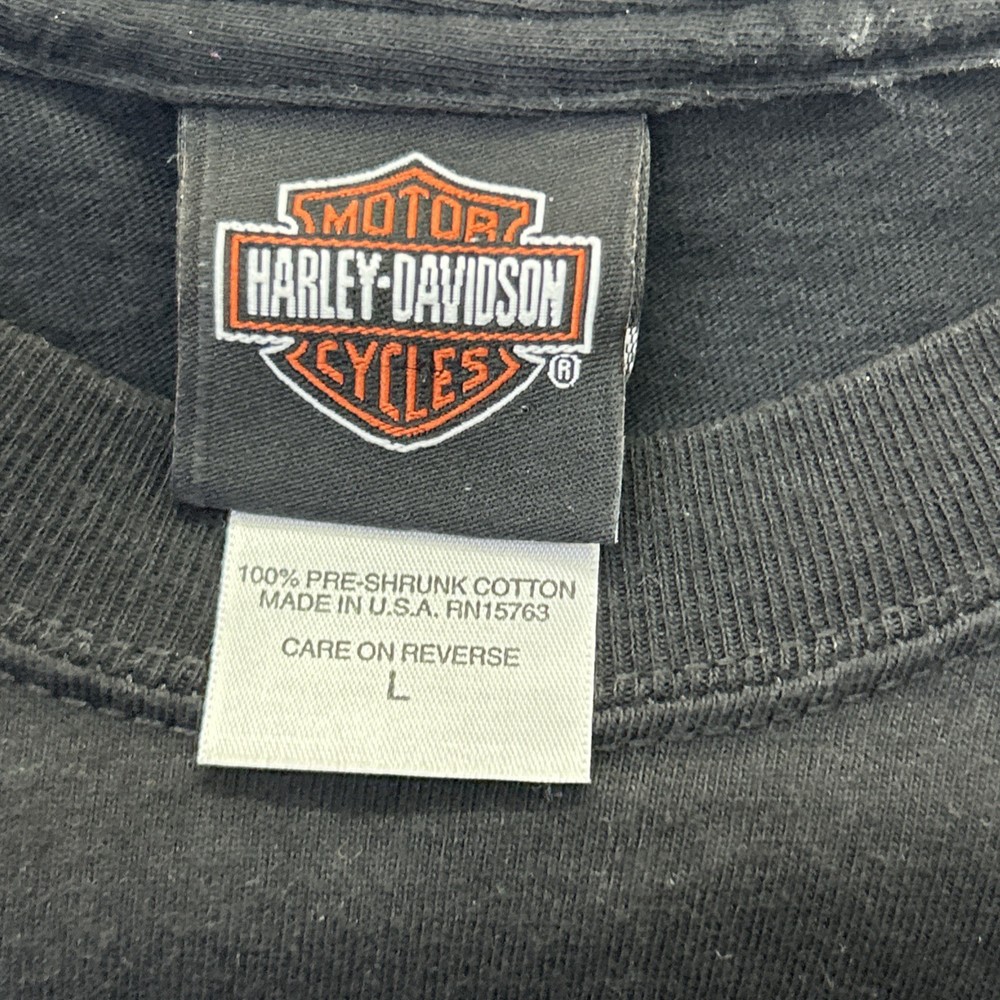 MOTOR
HARLEY-DAVIDSON
CYCLES
®
100% PRE-SHRUNK COTTON
MADE IN U.S.A. RN15763
CARE ON REVERSE
L